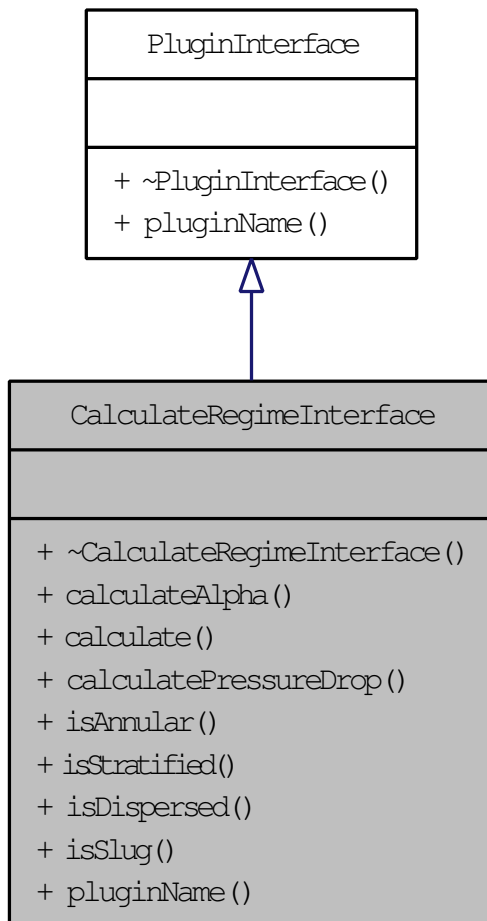 PluginInterface
+ ~PluginInterface()
+ pluginName()
CalculateRegimeInterface
+ ~CalculateRegimeInterface()
+ calculateAlpha()
+ calculate()
+ calculatePressureDrop()
+ isAnnular()
+ isStratified()
+ isDispersed()
+ isSlug()
+ pluginName()